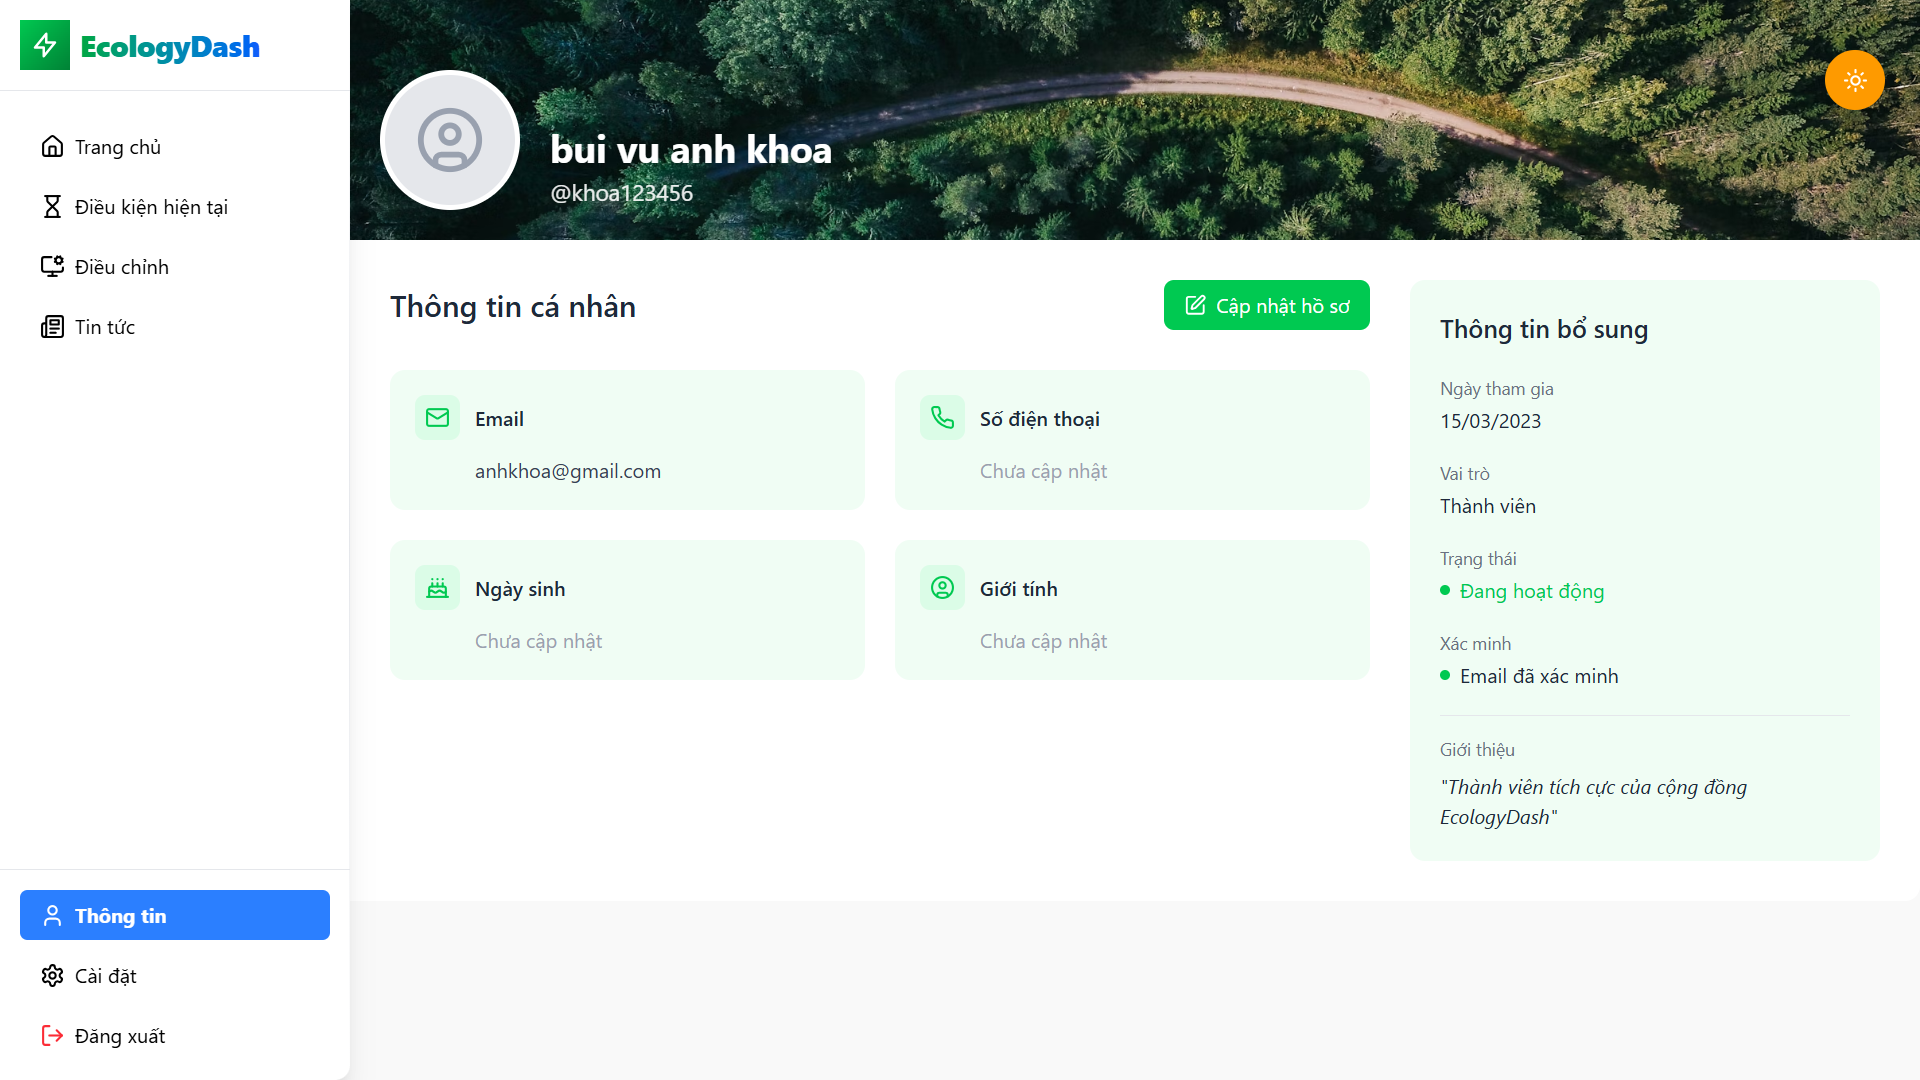 EcologyDash
Trang chủ
Điều kiện hiện tại
Điều chỉnh
Tin tức
Thông tin
Cài đặt
Đăng xuất
bui vu anh khoa
@khoa123456
Thông tin cá nhân
Cập nhật hồ sơ
Email
anhkhoa@gmail.com
Số điện thoại
Chưa cập nhật
Ngày sinh
Chưa cập nhật
Giới tính
Chưa cập nhật
Thông tin bổ sung
Ngày tham gia
15/03/2023
Vai trò
Thành viên
Trạng thái
Đang hoạt động
Xác minh
Email đã xác minh
Giới thiệu
"Thành viên tích cực của cộng đồng
EcologyDash"